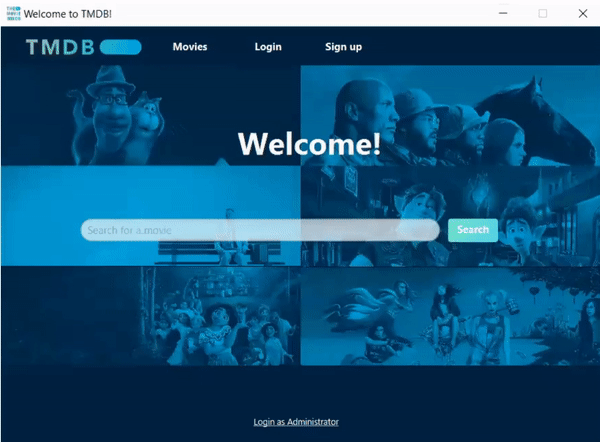 Welcome to TMDB!
TMDB Movies Login Sign up
Welcome!
Search for a movie Search
Login as Administrator